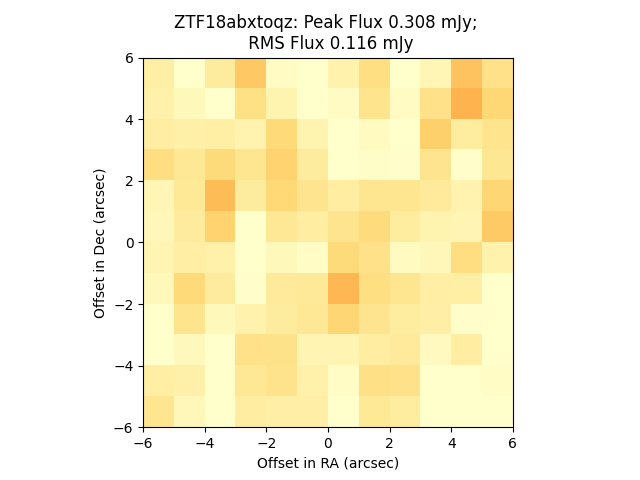 ZTF18abxtoqz: Peak Flux 0.308 mJy;
RMS Flux 0.116 mJy
6
4
2
0
−2
−4
−6
Offset in Dec (arcsec)
−6 −4 −2 0 2 4 6
Offset in RA (arcsec)